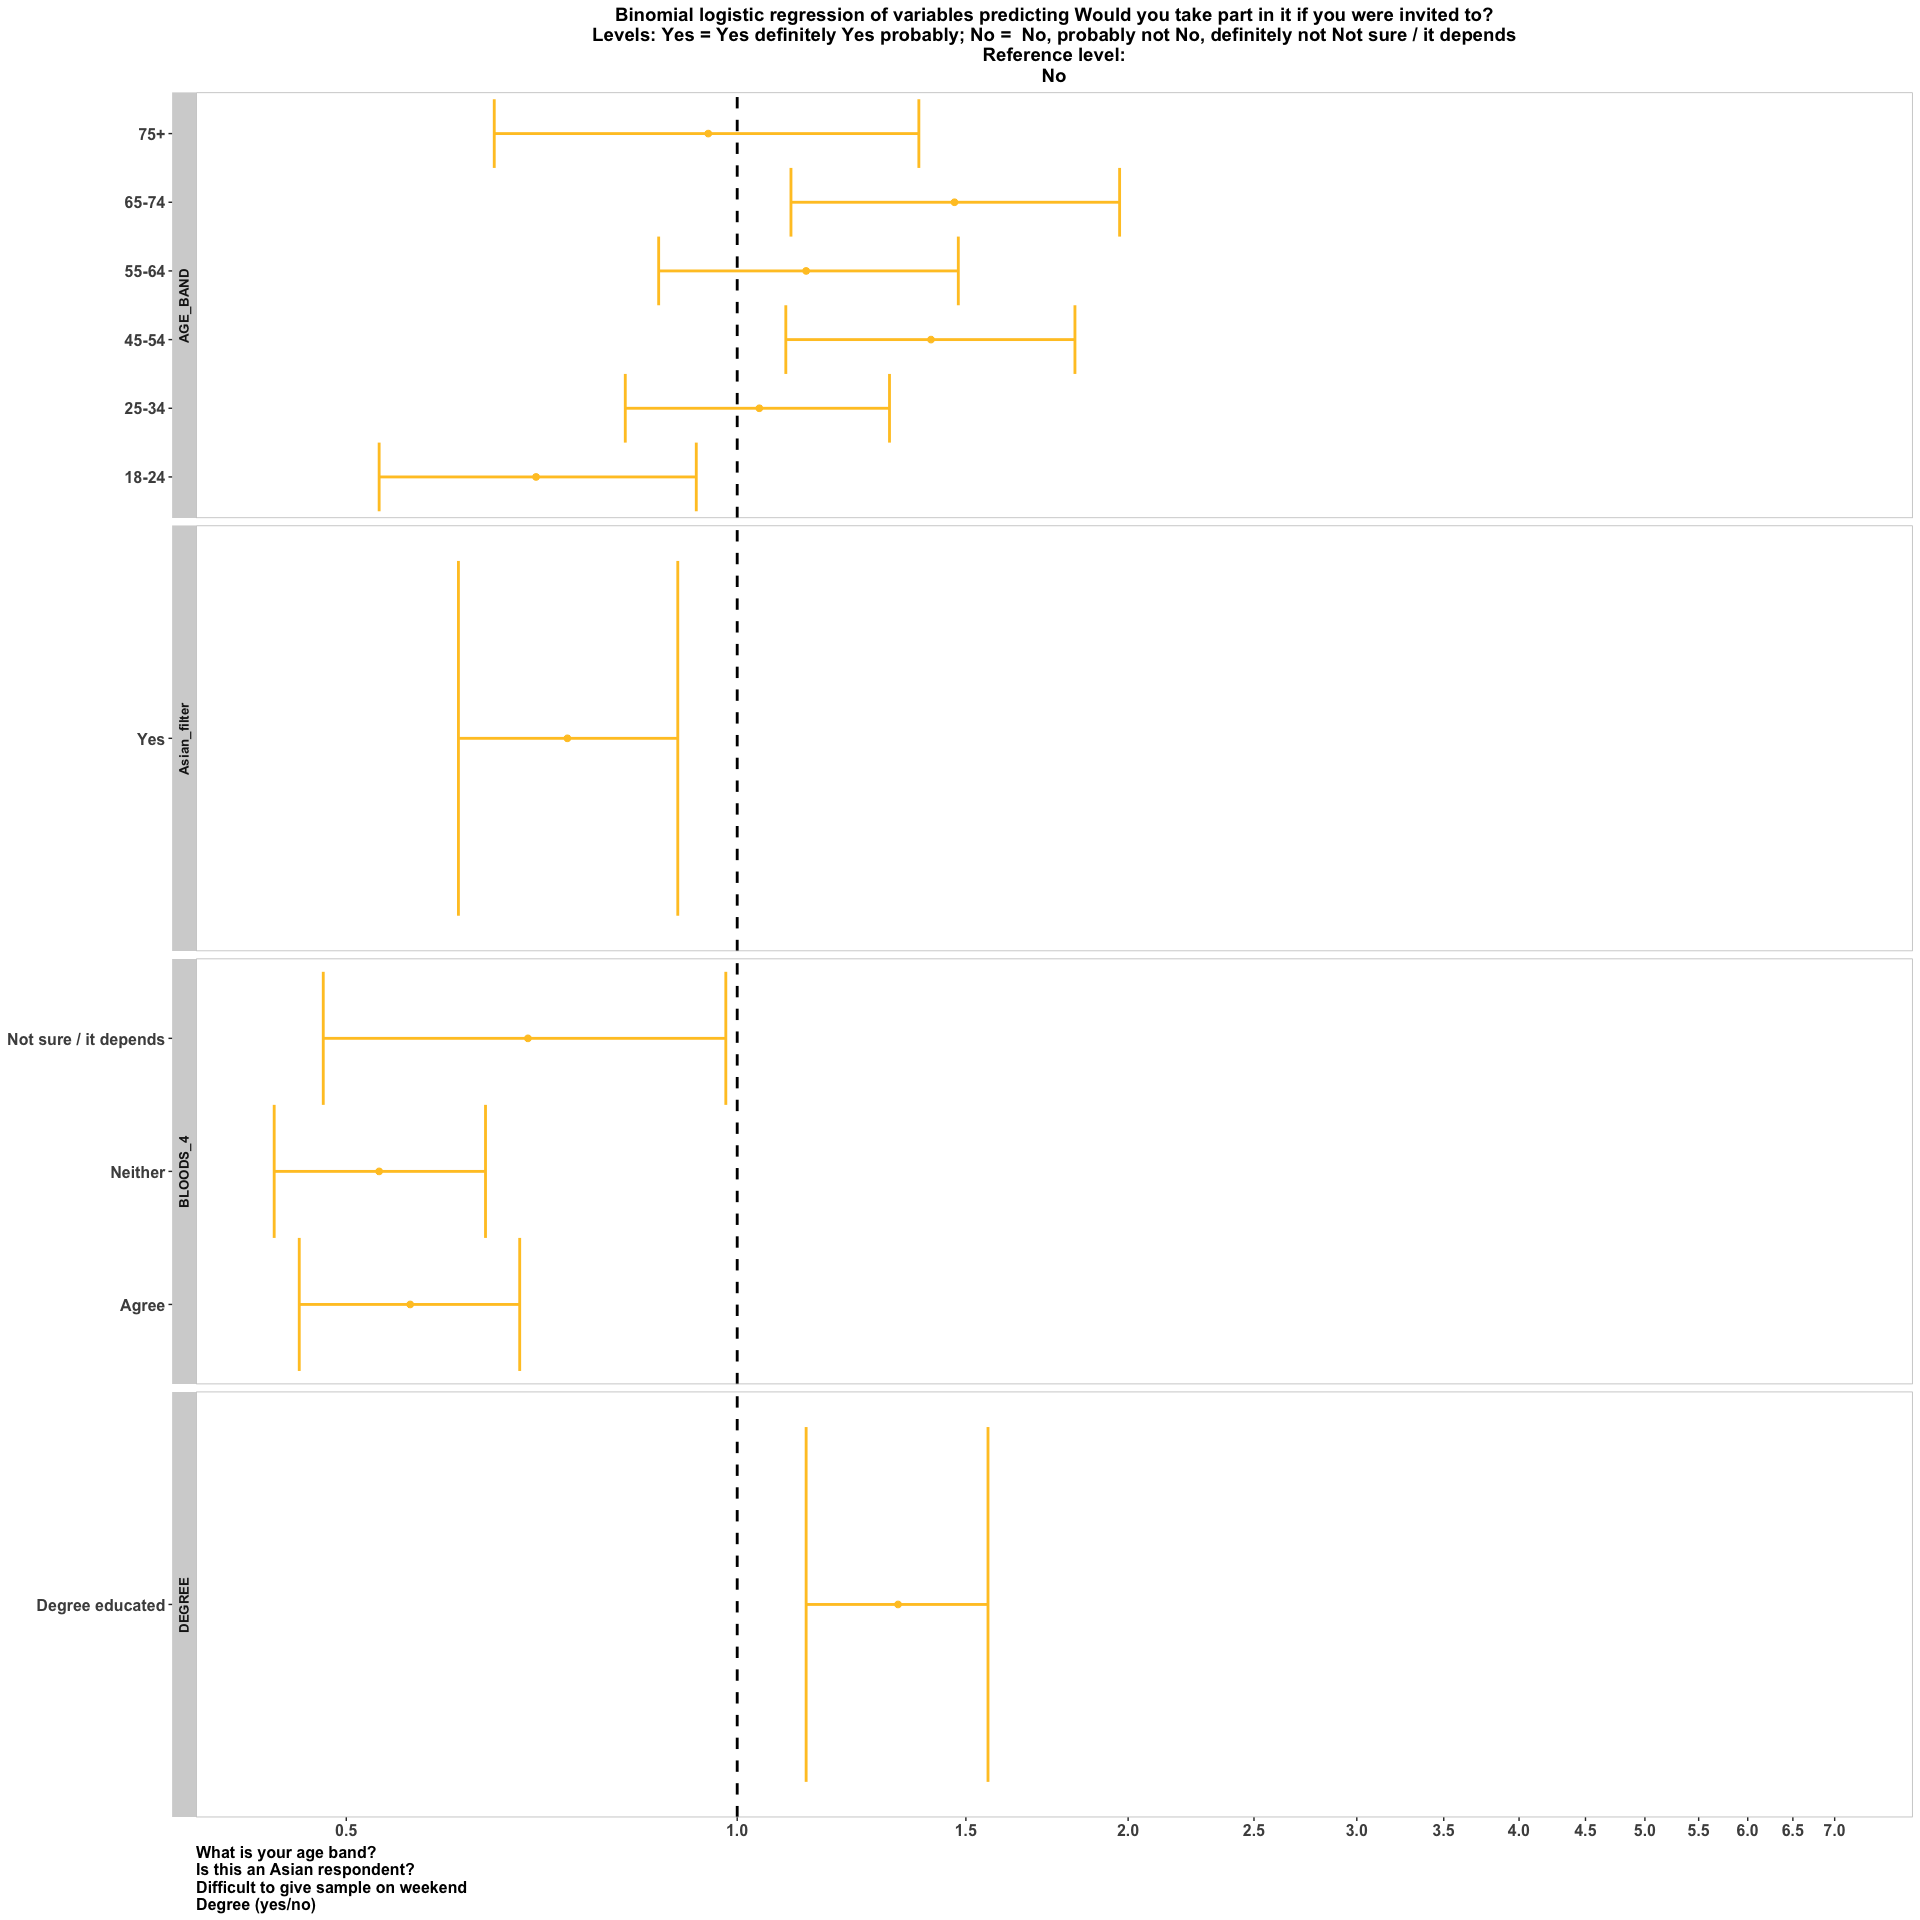 Binomial logistic regression of variables predicting Would you take part in it if you were invited to?
Levels: Yes = Yes definitely Yes probably; No =  No, probably not No, definitely not Not sure / it depends
Reference level:
No
AGE_BAND
75+
65-74
55-64
45-54
25-34
18-24
Asian_filter
Yes
BLOODS_4
Not sure / it depends
Neither
Agree
DEGREE
Degree educated
0.5 1.0 1.5 2.0 2.5 3.0 3.5 4.0 4.5 5.0 5.5 6.0 6.5 7.0
What is your age band?
Is this an Asian respondent?
Difficult to give sample on weekend
Degree (yes/no)